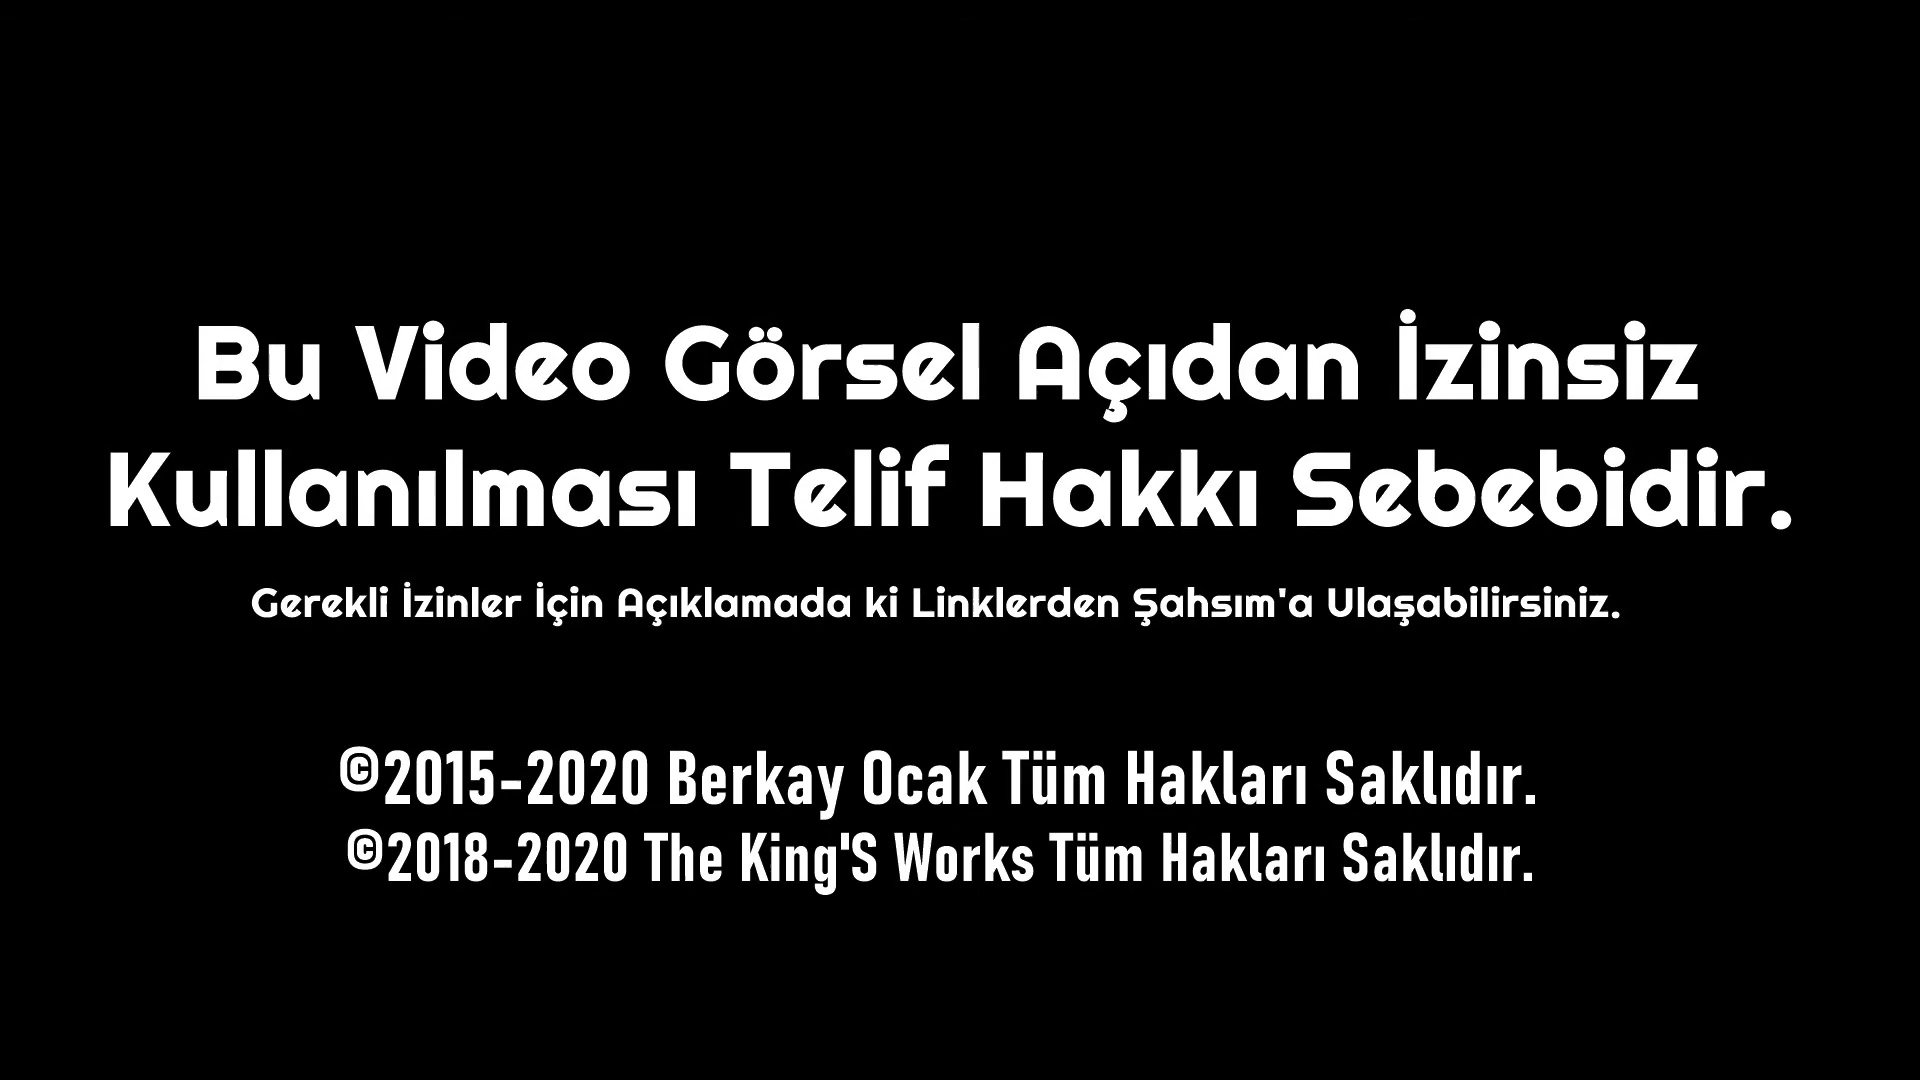 Bu Video Görsel Açıdan İzinsiz
Kullanılması Telif Hakkı Sebebidir.
Gerekli İzinler İçin Açıklamada ki Linklerden Şahsım'a Ulaşabilirsiniz.
©2015-2020 Berkay Ocak Tüm Hakları Saklıdır.
©2018-2020 The King'S Works Tüm Hakları Saklıdır.